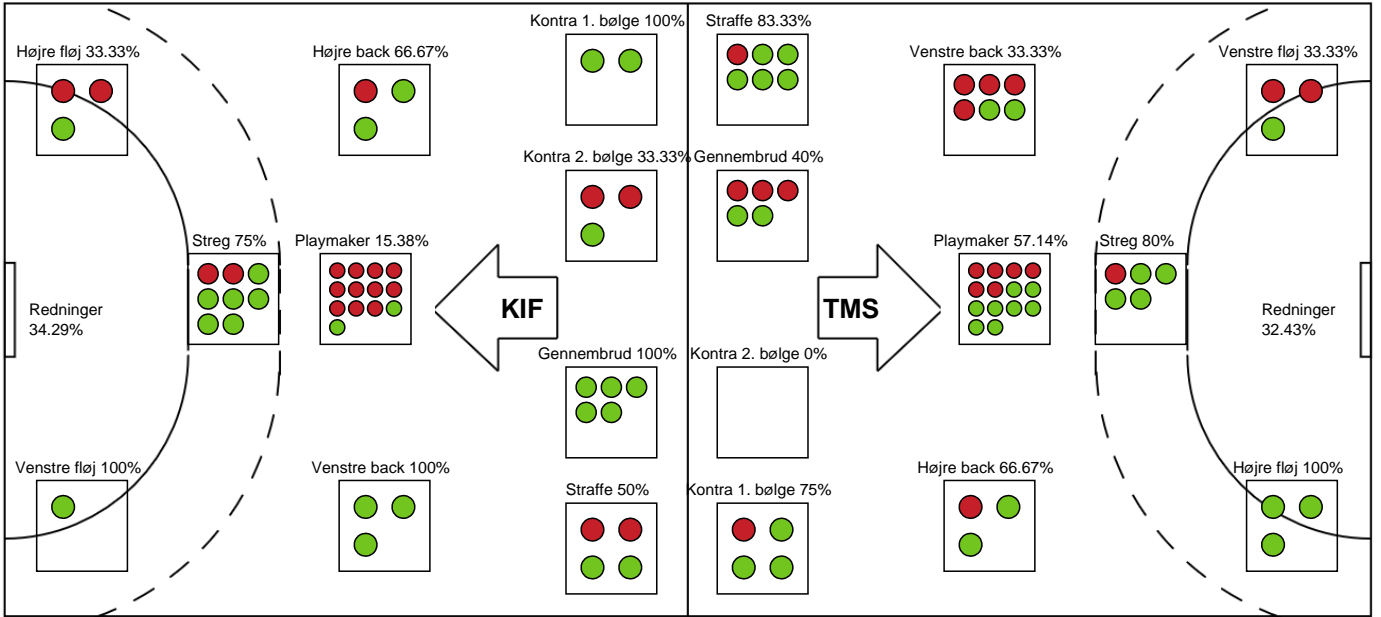 Kontra 1. bølge 100%
Straffe 83.33%
Højre fløj 33.33%
Højre back 66.67%
Venstre back 33.33%
Venstre fløj 33.33%
Kontra 2. bølge 33.33%
Gennembrud 40%
Streg 75%
Playmaker 15.38%
Playmaker 57.14%
Streg 80%
Redninger
34.29%
KIF
TMS
Redninger
32.43%
Gennembrud 100%
Kontra 2. bølge 0%
Venstre fløj 100%
Venstre back 100%
Straffe 50%
Kontra 1. bølge 75%
Højre back 66.67%
Højre fløj 100%